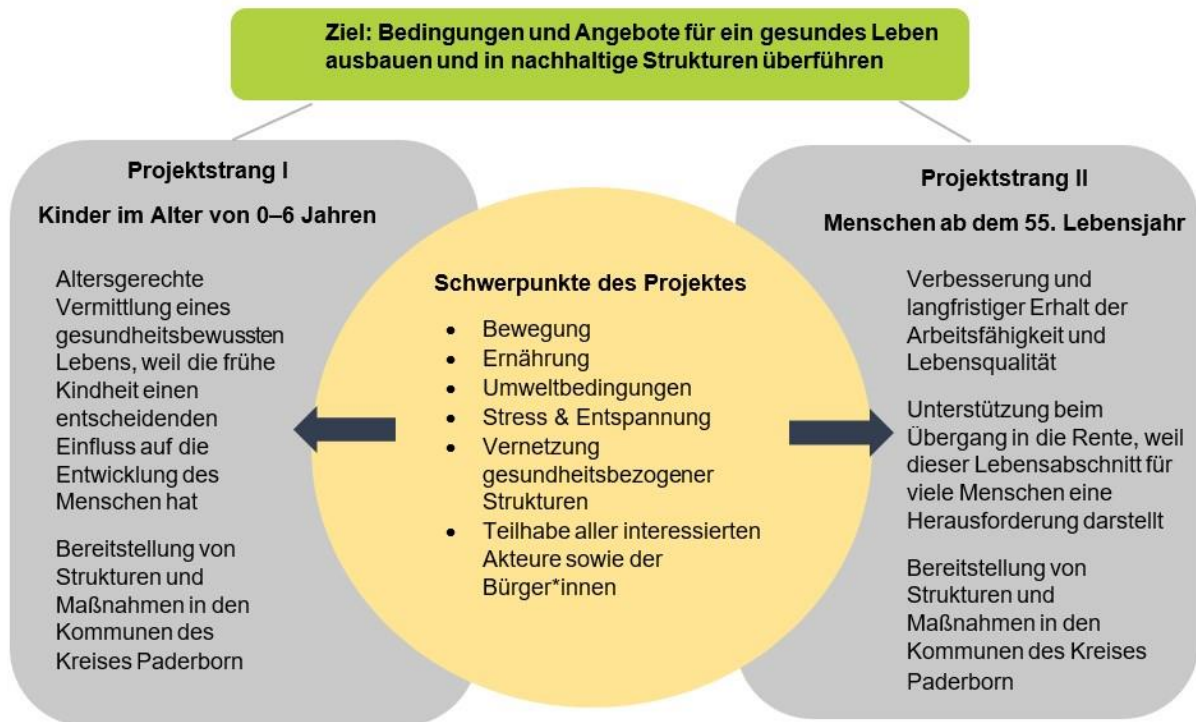 Ziel: Bedingungen und Angebote für ein gesundes Leben
ausbauen und in nachhaltige Strukturen überführen
Projektstrang I
Kinder im Alter von 0–6 Jahren
Altersgerechte
Vermittlung eines
gesundheitsbewussten
Lebens, weil die frühe
Kindheit einen
entscheidenden
Einfluss auf die
Entwicklung des
Menschen hat
Bereitstellung von
Strukturen und
Maßnahmen in den
Kommunen des
Kreises Paderborn
Schwerpunkte des Projektes
• Bewegung
• Ernährung
• Umweltbedingungen
• Stress & Entspannung
• Vernetzung
gesundheitsbezogener
Strukturen
• Teilhabe aller interessierten
Akteure sowie der
Bürger*innen
Projektstrang II
Menschen ab dem 55. Lebensjahr
Verbesserung und
langfristiger Erhalt der
Arbeitsfähigkeit und
Lebensqualität
Unterstützung beim
Übergang in die Rente, weil
dieser Lebensabschnitt für
viele Menschen eine
Herausforderung darstellt
Bereitstellung von
Strukturen und
Maßnahmen in den
Kommunen des Kreises
Paderborn